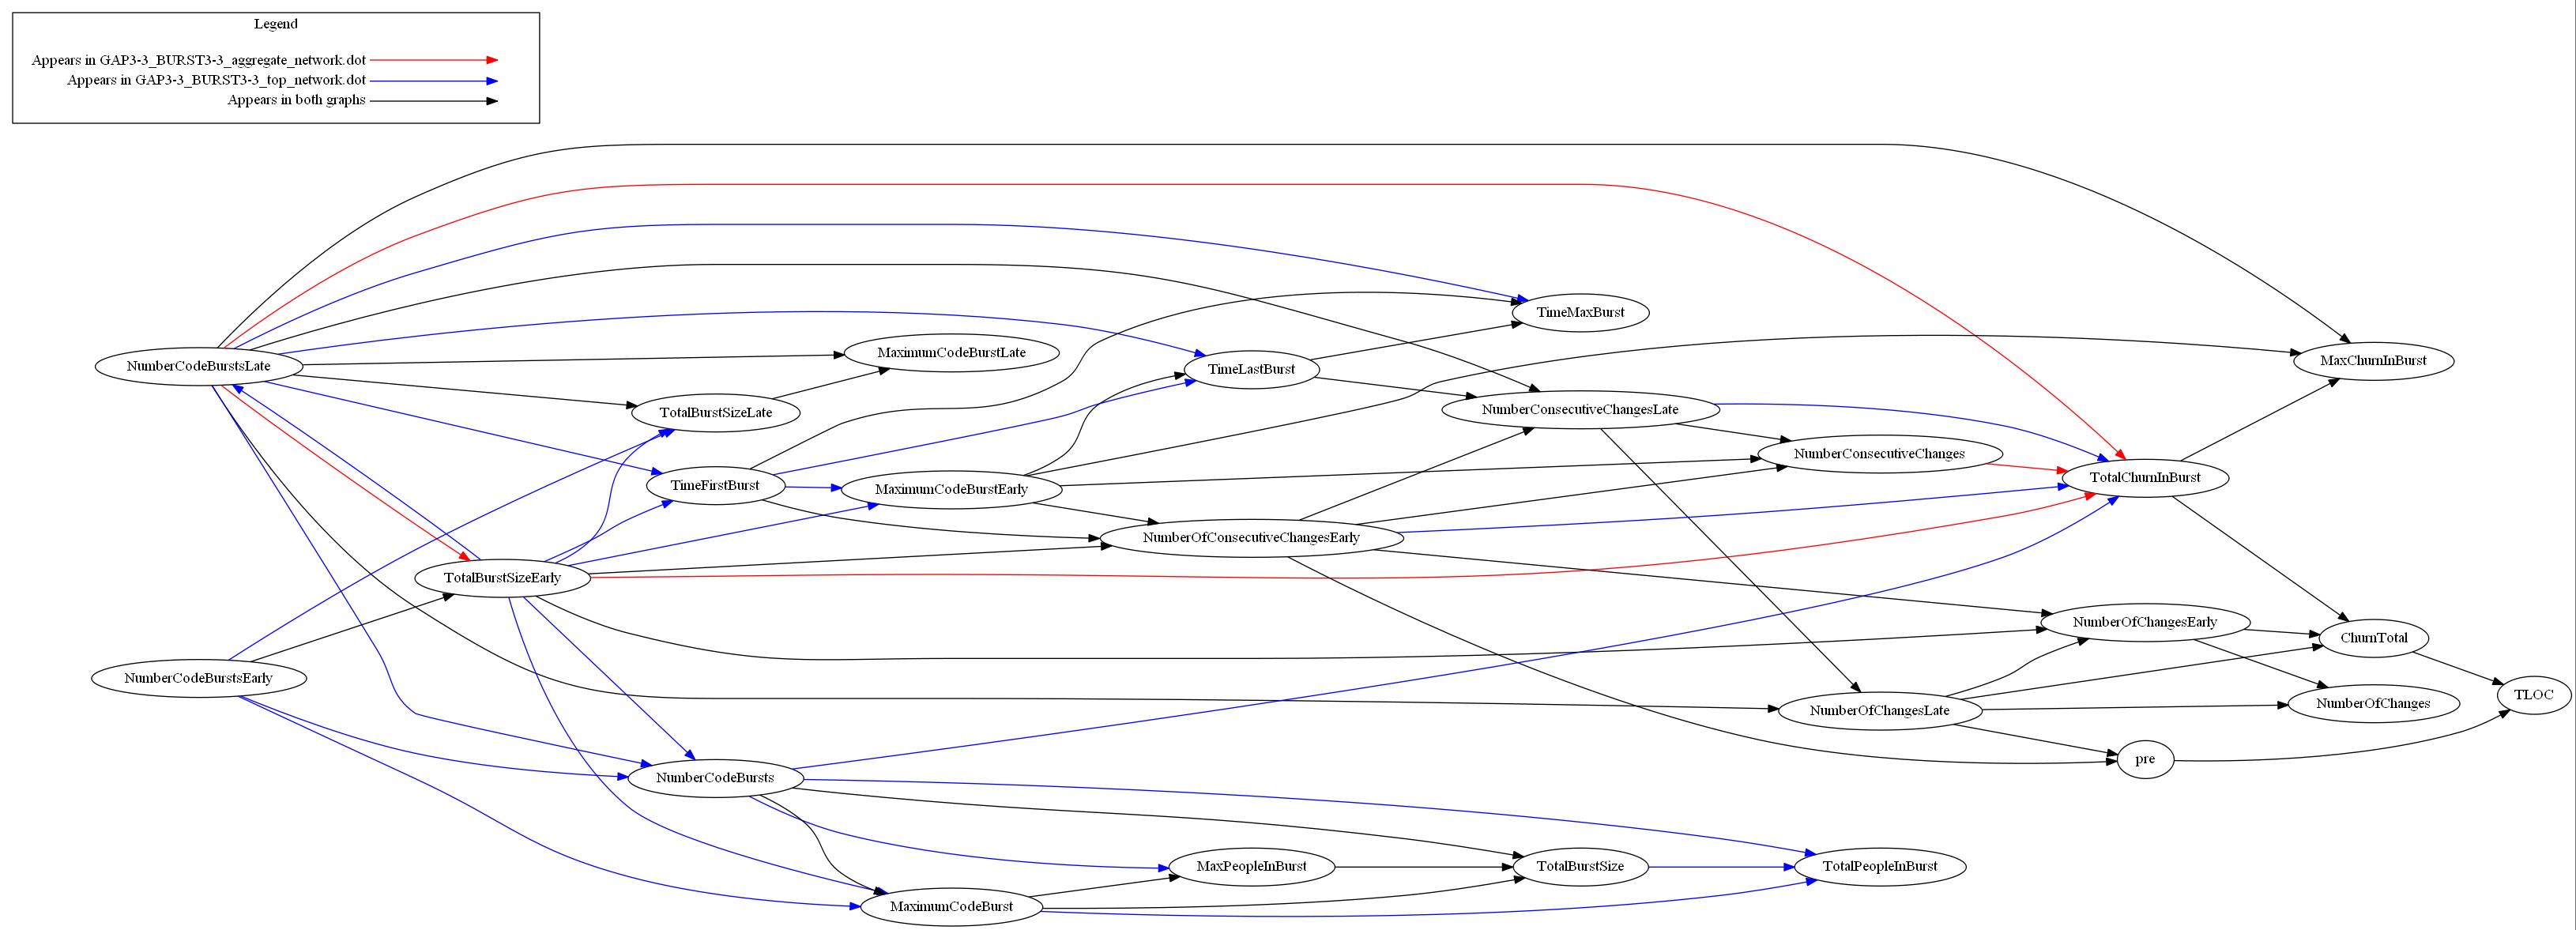 Legend
Appears in GAP3-3_BURST3-3_aggregate_network.dot
Appears in GAP3-3_BURST3-3_top_network.dot
Appears in both graphs
TimeMaxBurst
MaximumCodeBurstLate
MaxChurnInBurst
NumberCodeBurstsLate
TimeLastBurst
TotalBurstSizeLate
NumberConsecutiveChangesLate
NumberConsecutiveChanges
TotalChurnInBurst
TimeFirstBurst
MaximumCodeBurstEarly
NumberOfConsecutiveChangesEarly
TotalBurstSizeEarly
NumberOfChangesEarly
ChurnTotal
NumberCodeBurstsEarly
TLOC
NumberOfChanges
NumberOfChangesLate
pre
NumberCodeBursts
MaxPeopleInBurst
TotalBurstSize
TotalPeopleInBurst
MaximumCodeBurst